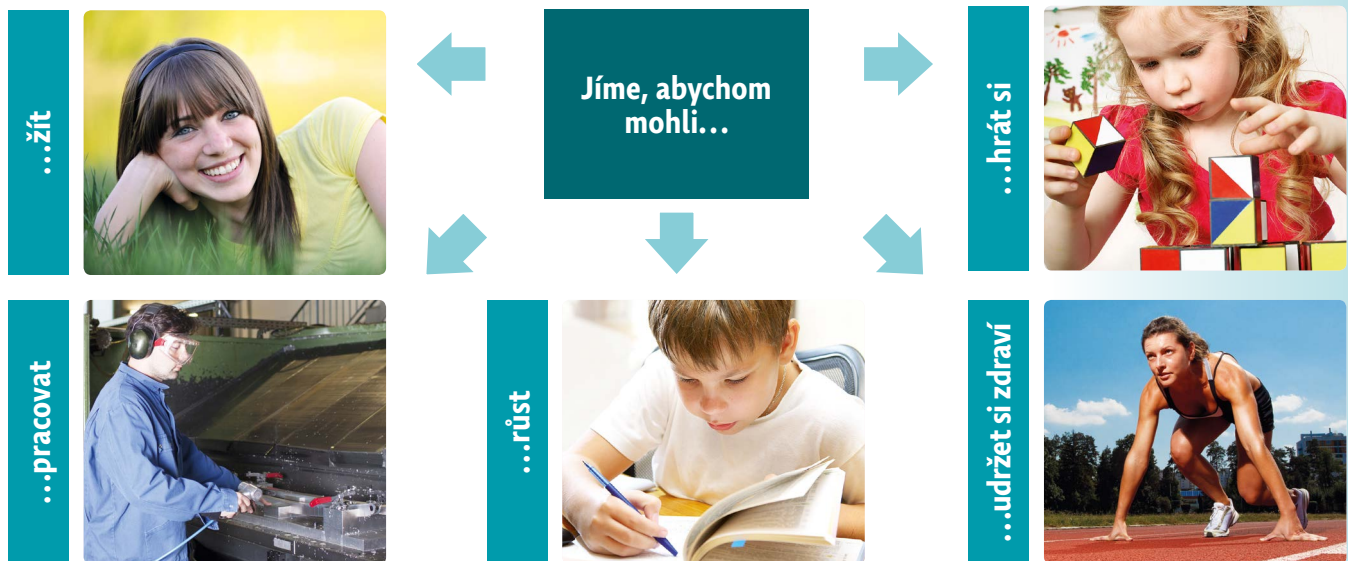 Jíme, abychom
mohli…
…žít
…hrát si
…pracovat
…růst
…udržet si zdraví